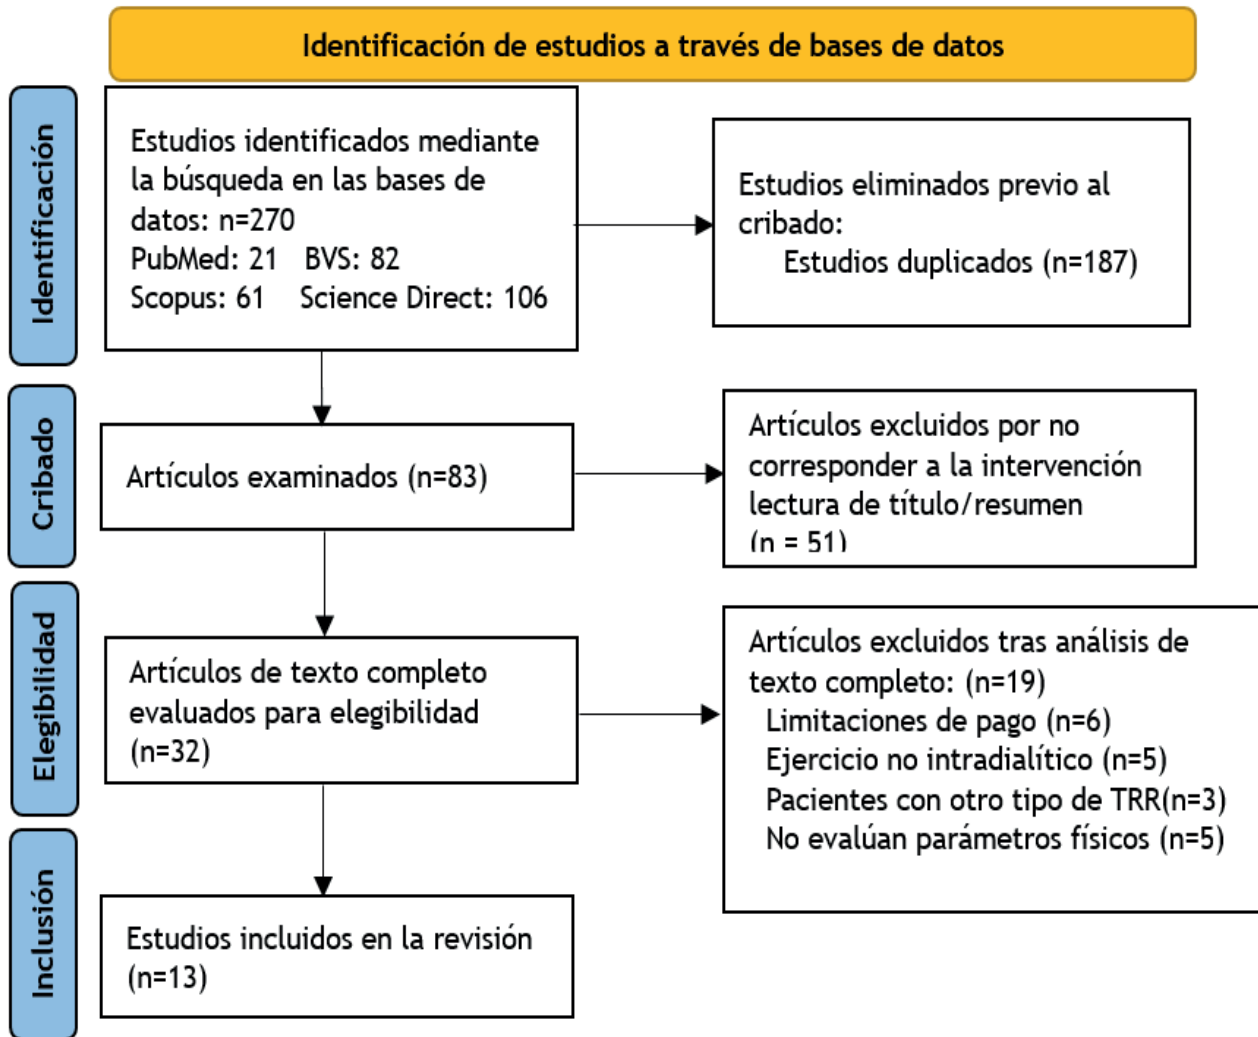 Identificación de estudios a través de bases de datos
Identificación
Estudios identificados mediante
la búsqueda en las bases de
datos: n=270
PubMed: 21 BVS: 82
Scopus: 61 Science Direct: 106
Estudios eliminados previo al
cribado:
Estudios duplicados (n=187)
Cribado
Artículos examinados (n=83)
Artículos excluidos por no
corresponder a la intervención
lectura de título/resumen
(n = 51)
Elegibilidad
Artículos de texto completo
evaluados para elegibilidad
(n=32)
Artículos excluidos tras análisis de
texto completo: (n=19)
Limitaciones de pago (n=6)
Ejercicio no intradialítico (n=5)
Pacientes con otro tipo de TRR(n=3)
No evalúan parámetros físicos (n=5)
Inclusión
Estudios incluidos en la revisión
(n=13)